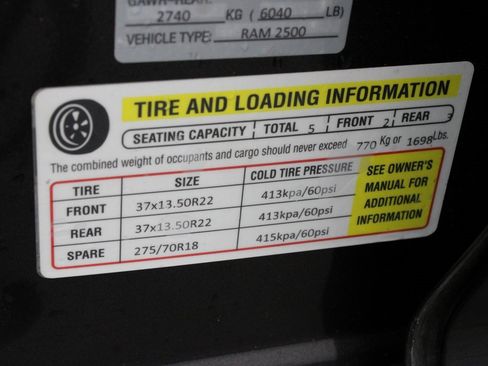 GAWR-REAR:
2740 KG ( 6040 LB)
VEHICLE TYPE: RAM 2500
TIRE AND LOADING INFORMATION
SEATING CAPACITY TOTAL 5 FRONT 2 REAR 3
The combined weight of occupants and cargo should never exceed 770 Kg or 1698Lbs.
TIRE SIZE COLD TIRE PRESSURE SEE OWNER'S MANUAL FOR ADDITIONAL INFORMATION
FRONT 37x13.50R22 413kpa/60psi
REAR 37x13.50R22 413kpa/60psi
SPARE 275/70R18 415kpa/60psi